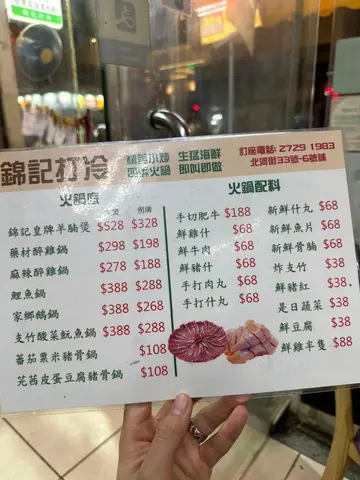 錦記打冷
精美小炒 生猛海鮮
即點火鍋 即叫即做
訂座電話: 2729 1983
北河街33號-6號舖
火鍋底
例牌
錦記皇牌羊腩煲 $528 $328
藥材醉雞鍋 $298 $198
麻辣醉雞鍋 $278 $188
鯉魚鍋 $388 $288
家鄉鵝鍋 $388 $268
支竹酸菜魭魚鍋 $388 $288
蕃茄粟米豬骨鍋 $108
芫茜皮蛋豆腐豬骨鍋 $108
火鍋配料
手切肥牛 $188
鮮雞什 $68
鮮牛肉 $68
鮮豬什 $68
手打肉丸 $68
手打什丸 $68
新鮮什丸 $68
新鮮魚片 $68
新鮮骨腩 $68
炸支竹 $38
鮮豬紅 $38
是日蔬菜 $38
鮮豆腐 $38
鮮雞半隻 $88